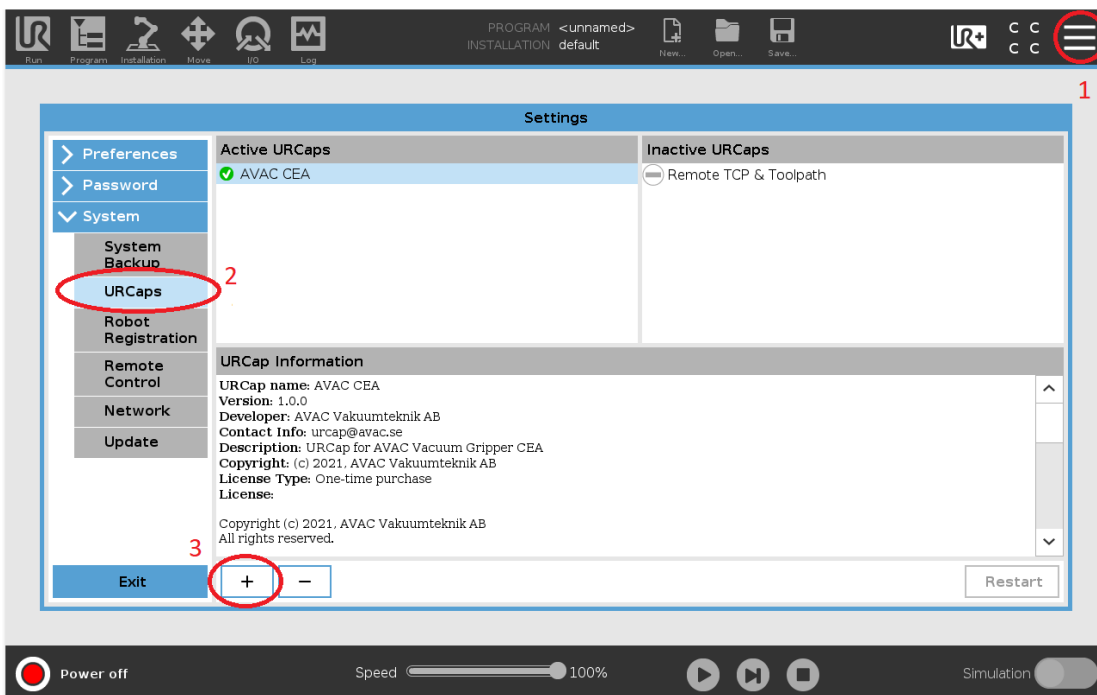 PROGRAM <unnamed>
INSTALLATION default
UR
Run
Program
Installation
Move
I/O
Log
New...
Open...
Save...
UR+
C C
C C
1
Settings
Preferences
Password
System
System
Backup
URCaps
2
Robot
Registration
Remote
Control
Network
Update
Exit
Active URCaps
AVAC CEA
Inactive URCaps
Remote TCP & Toolpath
URCap Information
URCap name: AVAC CEA
Version: 1.0.0
Developer: AVAC Vakuumteknik AB
Contact Info: urcap@avac.se
Description: URCap for AVAC Vacuum Gripper CEA
Copyright: (c) 2021, AVAC Vakuumteknik AB
License Type: One-time purchase
License:
Copyright (c) 2021, AVAC Vakuumteknik AB
All rights reserved.
3
+
−
Restart
Power off
Speed
100%
Simulation